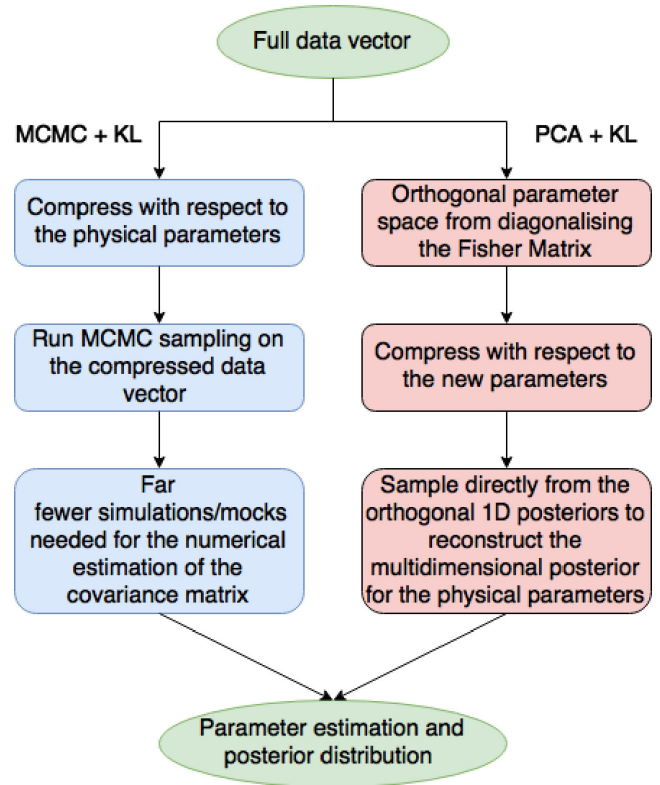 Full data vector
MCMC + KL
PCA + KL
Compress with respect to
the physical parameters
Run MCMC sampling on
the compressed data
vector
Far
fewer simulations/mocks
needed for the numerical
estimation of the
covariance matrix
Orthogonal parameter
space from diagonalising
the Fisher Matrix
Compress with respect to
the new parameters
Sample directly from the
orthogonal 1D posteriors to
reconstruct the
multidimensional posterior
for the physical parameters
Parameter estimation and
posterior distribution